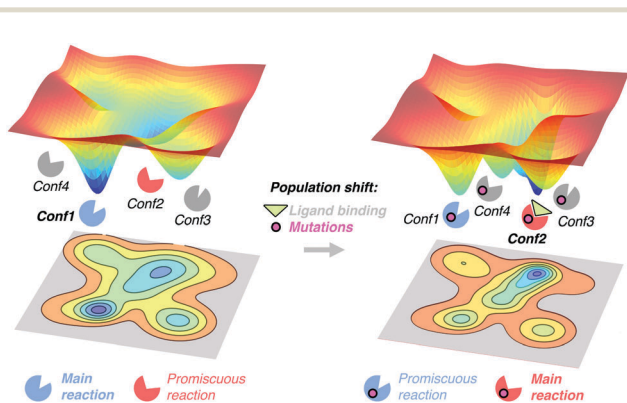 Conf4
Conf1
Conf2
Conf3
Population shift:
Ligand binding
Mutations
Conf1
Conf4
Conf2
Conf3
Main
reaction
Promiscuous
reaction
Promiscuous
reaction
Main
reaction